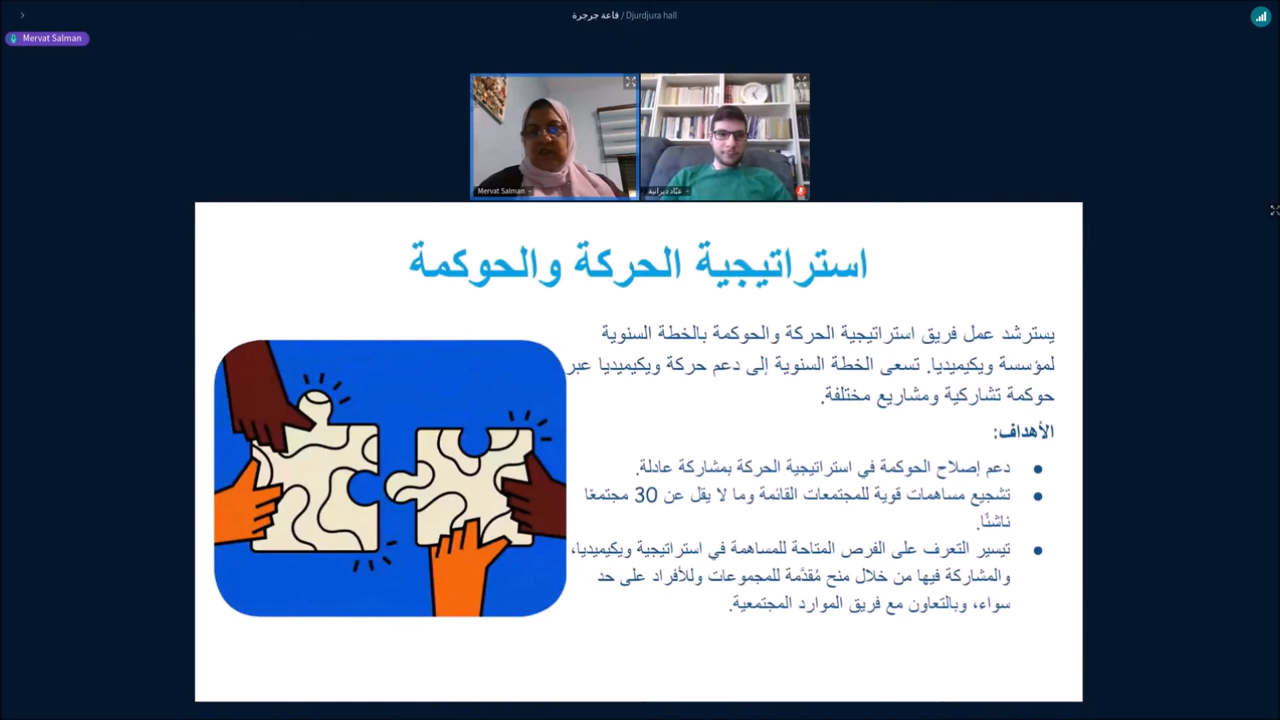 قاعة جرجرة / Djurdjura hall
Mervat Salman
Mervat Salman
عبّاد ديرانية
استراتيجية الحركة والحوكمة
يسترشد عمل فريق استراتيجية الحركة والحوكمة بالخطة السنوية
لمؤسسة ويكيميديا. تسعى الخطة السنوية إلى دعم حركة ويكيميديا عبر
حوكمة تشاركية ومشاريع مختلفة.
الأهداف:
● دعم إصلاح الحوكمة في استراتيجية الحركة بمشاركة عادلة.
● تشجيع مساهمات قوية للمجتمعات القائمة وما لا يقل عن 30 مجتمعًا
ناشئًا.
● تيسير التعرف على الفرص المتاحة للمساهمة في استراتيجية ويكيميديا،
والمشاركة فيها من خلال منح مُقدَّمة للمجموعات وللأفراد على حد
سواء، وبالتعاون مع فريق الموارد المجتمعية.